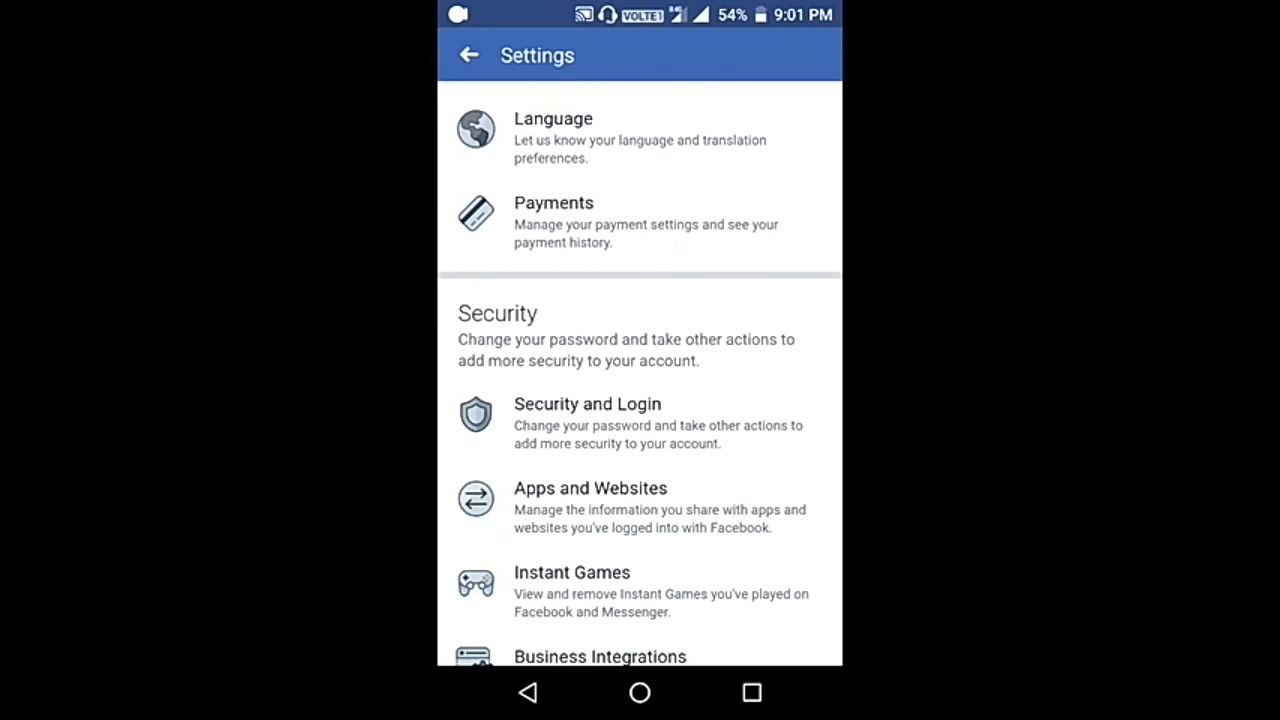 VOLTE1 54% 9:01 PM
Settings
Language
Let us know your language and translation
preferences.
Payments
Manage your payment settings and see your
payment history.
Security
Change your password and take other actions to
add more security to your account.
Security and Login
Change your password and take other actions to
add more security to your account.
Apps and Websites
Manage the information you share with apps and
websites you've logged into with Facebook.
Instant Games
View and remove Instant Games you've played on
Facebook and Messenger.
Business Integrations